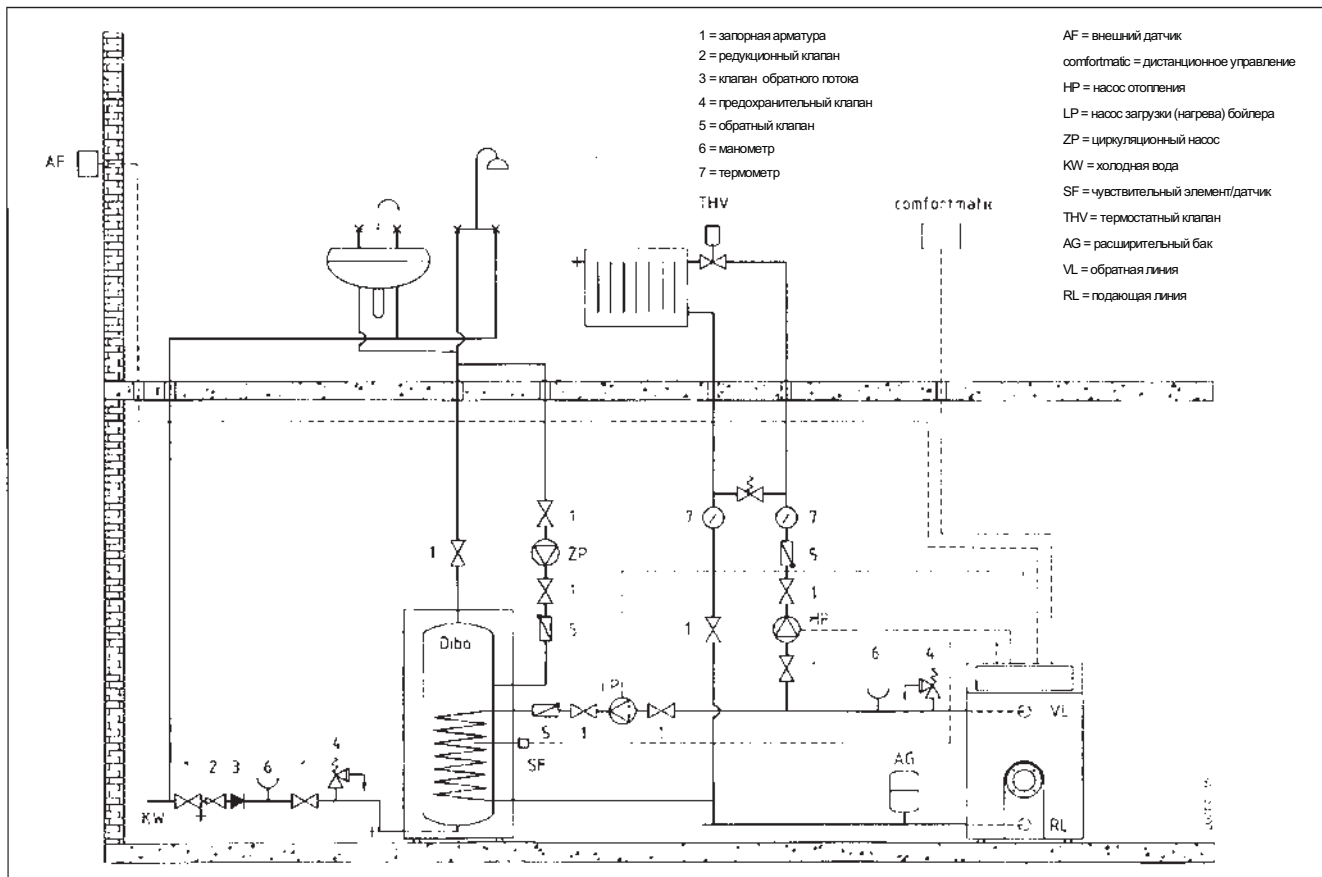 1 = запорная арматура
2 = редукционный клапан
3 = клапан обратного потока
4 = предохранительный клапан
5 = обратный клапан
6 = манометр
7 = термометр
AF = внешний датчик
comfortmatic = дистанционное управление
HP = насос отопления
LP = насос загрузки (нагрева) бойлера
ZP = циркуляционный насос
KW = холодная вода
SF = чувствительный элемент/датчик
THV = термостатный клапан
AG = расширительный бак
VL = обратная линия
RL = подающая линия
AF
THV
comfortmatic
1
7
7
1
ZP
5
1
1
1
5
1
HP
Dibo
6
4
VL
5
1
SF
AG
4
2
3
6
KW
RL